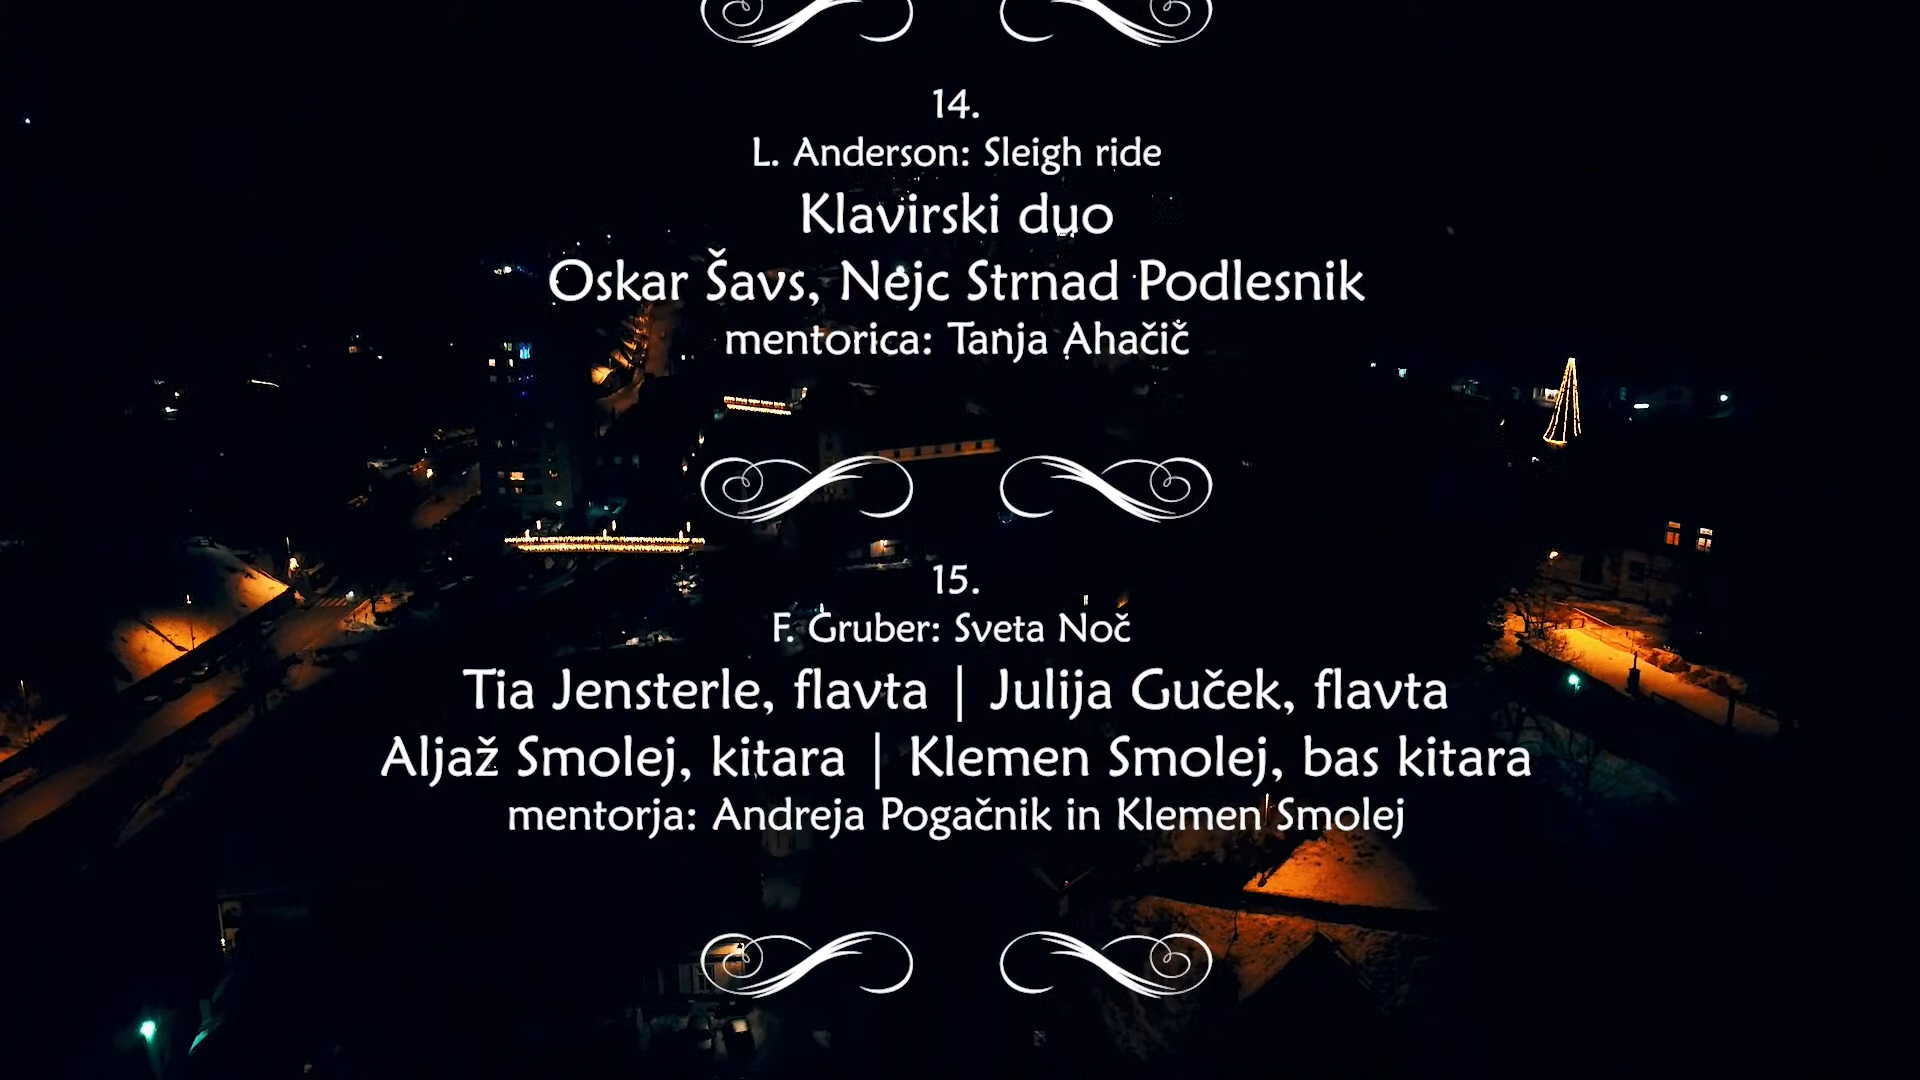 14.
L. Anderson: Sleigh ride
Klavirski duo
Oskar Šavs, Nejc Strnad Podlesnik
mentorica: Tanja Ahačič
15.
F. Gruber: Sveta Noč
Tia Jensterle, flavta | Julija Guček, flavta
Aljaž Smolej, kitara | Klemen Smolej, bas kitara
mentorja: Andreja Pogačnik in Klemen Smolej